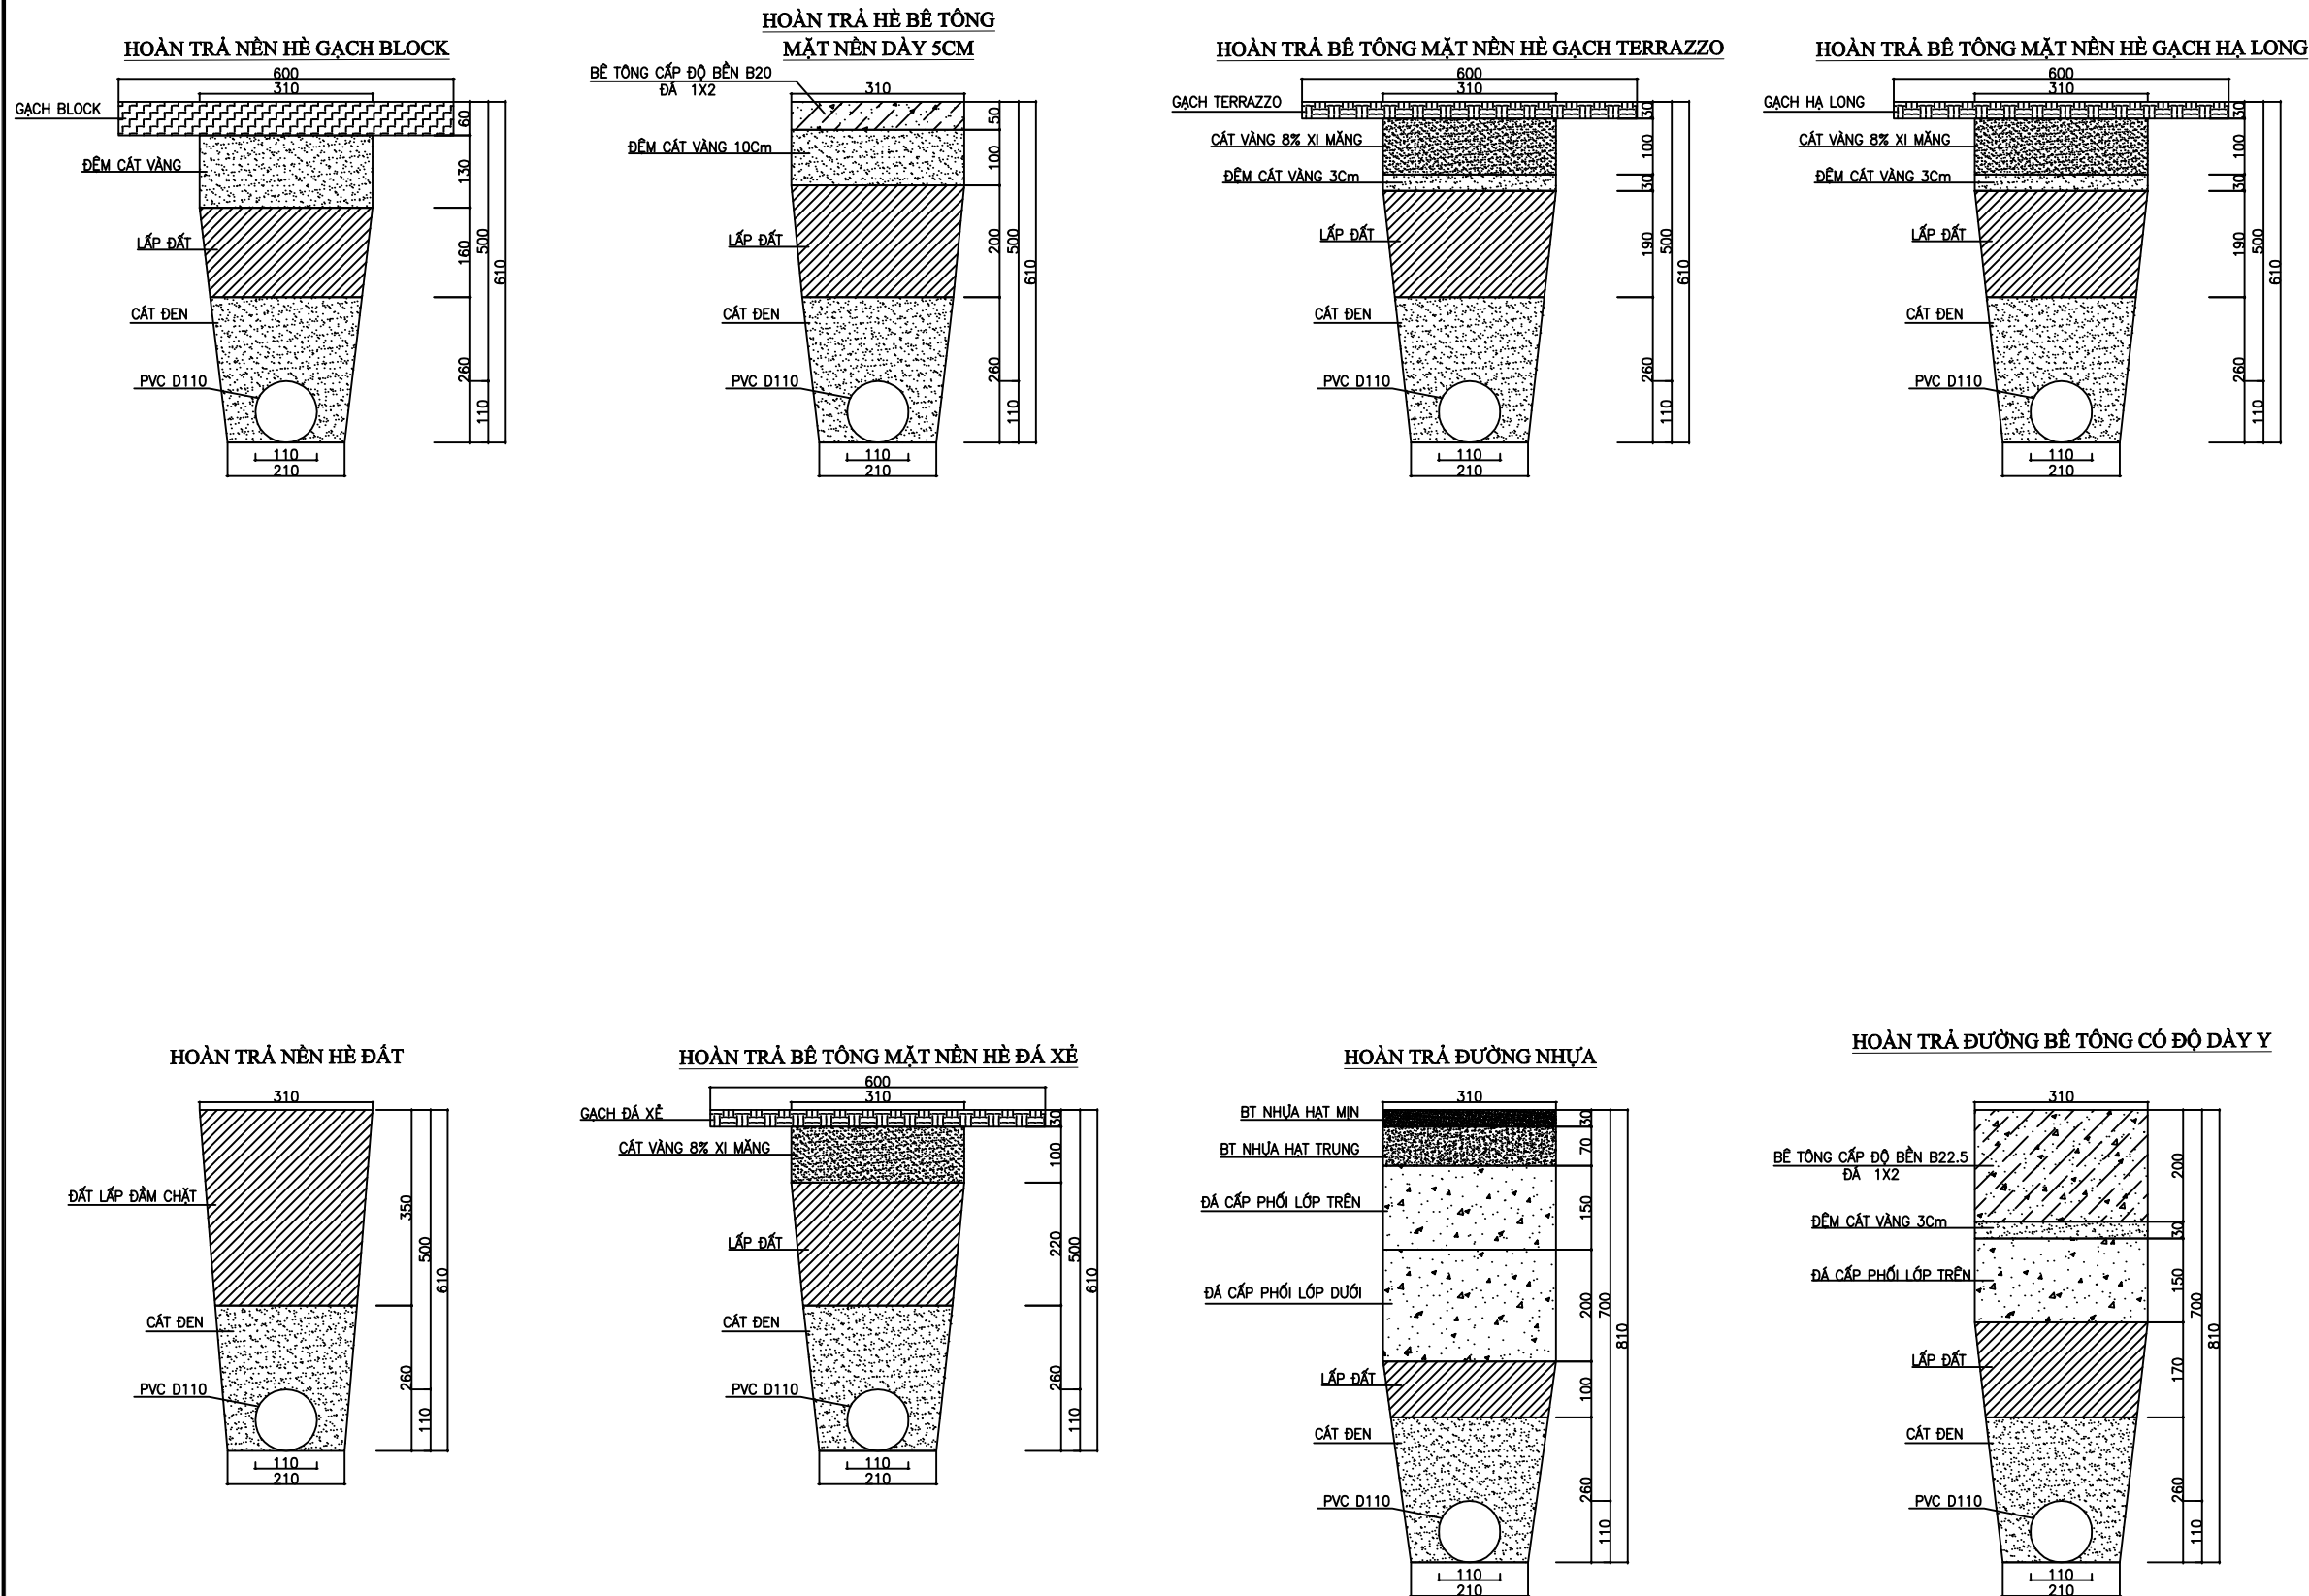 HOÀN TRẢ NỀN HÈ GẠCH BLOCK
600
310
GẠCH BLOCK
60
ĐỆM CÁT VÀNG
130
LẤP ĐẤT
160
500
610
CÁT ĐEN
260
PVC D110
110
110
210
HOÀN TRẢ HÈ BÊ TÔNG
MẶT NỀN DÀY 5CM
BÊ TÔNG CẤP ĐỘ BỀN B20
ĐÁ 1X2
310
50
ĐỆM CÁT VÀNG 10Cm
100
LẤP ĐẤT
200
500
610
CÁT ĐEN
260
PVC D110
110
110
210
HOÀN TRẢ BÊ TÔNG MẶT NỀN HÈ GẠCH TERRAZZO
600
310
GẠCH TERRAZZO
30
CÁT VÀNG 8% XI MĂNG
100
ĐỆM CÁT VÀNG 3Cm
30
LẤP ĐẤT
190
500
610
CÁT ĐEN
260
PVC D110
110
110
210
HOÀN TRẢ BÊ TÔNG MẶT NỀN HÈ GẠCH HẠ LONG
600
310
GẠCH HẠ LONG
30
CÁT VÀNG 8% XI MĂNG
100
ĐỆM CÁT VÀNG 3Cm
30
LẤP ĐẤT
190
500
610
CÁT ĐEN
260
PVC D110
110
110
210
HOÀN TRẢ NỀN HÈ ĐẤT
310
ĐẤT LẤP ĐẦM CHẶT
350
500
610
CÁT ĐEN
260
PVC D110
110
110
210
HOÀN TRẢ BÊ TÔNG MẶT NỀN HÈ ĐÁ XẺ
600
310
GẠCH ĐÁ XẺ
30
CÁT VÀNG 8% XI MĂNG
100
LẤP ĐẤT
220
500
610
CÁT ĐEN
260
PVC D110
110
110
210
HOÀN TRẢ ĐƯỜNG NHỰA
310
BT NHỰA HẠT MỊN
30
BT NHỰA HẠT TRUNG
70
ĐÁ CẤP PHỐI LỚP TRÊN
150
ĐÁ CẤP PHỐI LỚP DƯỚI
200
700
810
LẤP ĐẤT
100
CÁT ĐEN
260
PVC D110
110
110
210
HOÀN TRẢ ĐƯỜNG BÊ TÔNG CÓ ĐỘ DÀY Y
310
BÊ TÔNG CẤP ĐỘ BỀN B22.5
ĐÁ 1X2
200
ĐỆM CÁT VÀNG 3Cm
30
ĐÁ CẤP PHỐI LỚP TRÊN
150
700
810
LẤP ĐẤT
170
CÁT ĐEN
260
PVC D110
110
110
210